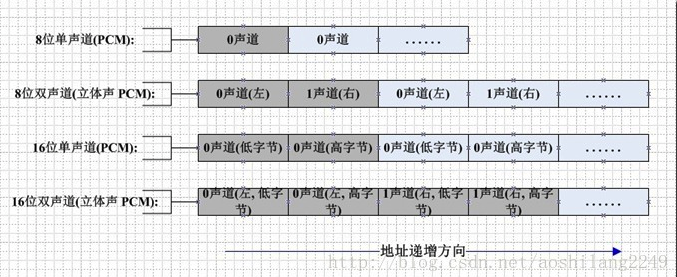 8位单声道(PCM): 0声道 0声道 ......
8位双声道(立体声 PCM): 0声道(左) 1声道(右) 0声道(左) 1声道(右) ......
16位单声道(PCM): 0声道(低字节) 0声道(高字节) 0声道(低字节) 0声道(高字节) ......
16位双声道(立体声 PCM): 0声道(左, 低字节) 0声道(左, 高字节) 1声道(右, 低字节) 1声道(右, 高字节) ......
地址递增方向
http://blog.csdn.net/aoshilang2249